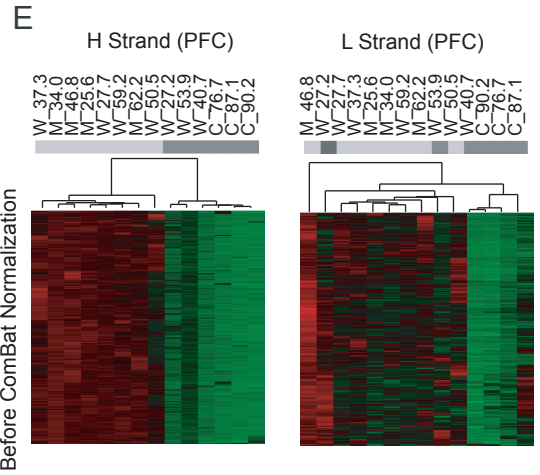 E
H Strand (PFC)
L Strand (PFC)
W_37.3
M_34.0
M_46.8
M_25.6
W_27.7
W_59.2
M_62.2
W_50.5
W_27.2
W_53.9
W_40.7
C_76.7
C_87.1
C_90.2
M_46.8
W_27.2
W_27.7
W_37.3
M_25.6
M_34.0
W_59.2
M_62.2
W_53.9
W_50.5
W_40.7
C_90.2
C_76.7
C_87.1
Before ComBat Normalization